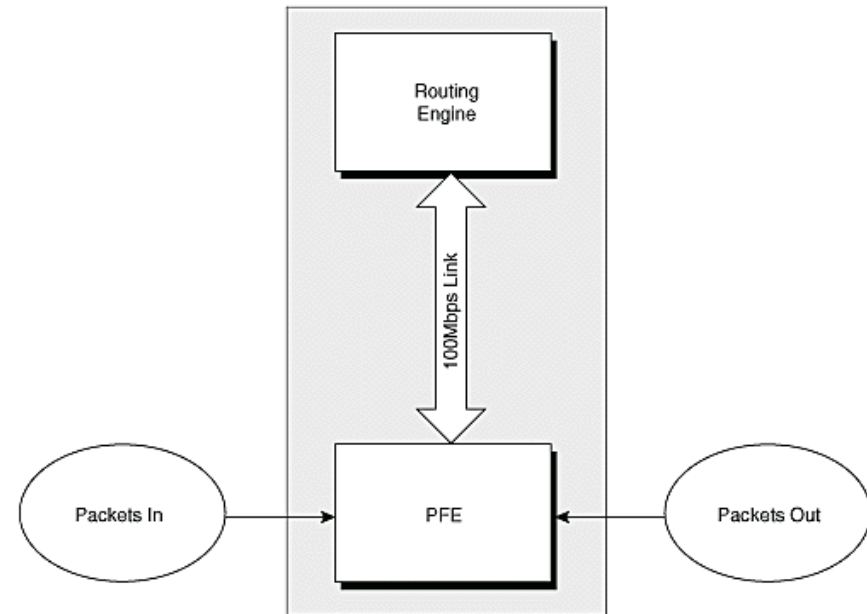 Routing
Engine
100Mbps Link
Packets In
PFE
Packets Out